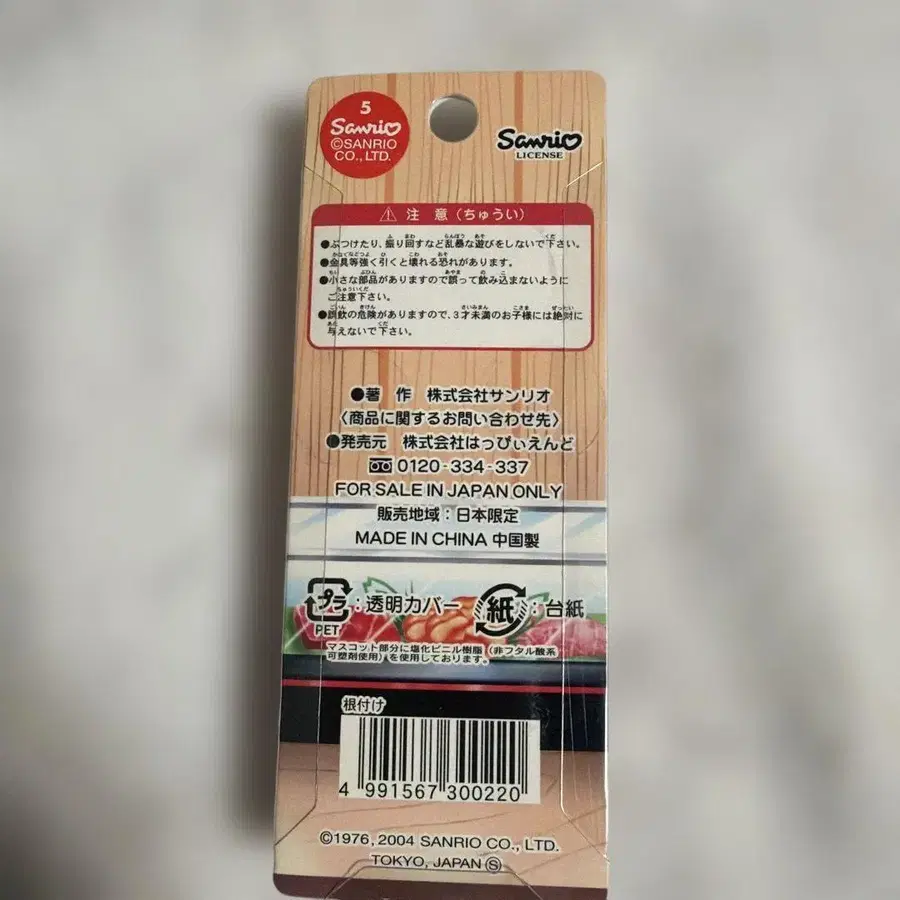 5
Sanrio
©SANRIO
CO., LTD.
Sanrio
LICENSE
⚠ 注 意(ちゅうい)
●ぶつけたり、振り回すなど乱暴な遊びをしないで下さい。
●金具等強く引くと壊れる恐れがあります。
●小さな部品がありますので誤って飲み込まないように
ご注意下さい。
●誤飲の危険がありますので、3才未満のお子様には絶対に
与えないで下さい。
●著 作 株式会社サンリオ
〈商品に関するお問い合わせ先〉
●発売元 株式会社はっぴぃえんど
0120-334-337
FOR SALE IN JAPAN ONLY
販売地域:日本限定
MADE IN CHINA 中国製
プラ:透明カバー 紙:台紙
PET
マスコット部分に塩化ビニル樹脂(非フタル酸系
可塑剤使用)を使用しております。
根付け
4 991567 300220
©1976, 2004 SANRIO CO., LTD.
TOKYO, JAPAN Ⓢ